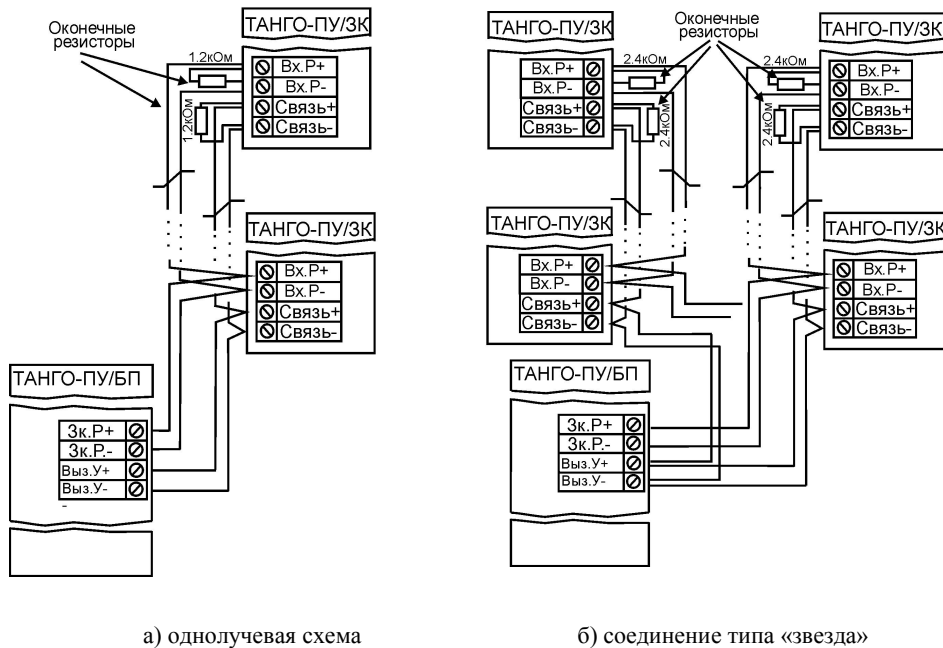 Оконечные
резисторы
ТАНГО-ПУ/ЗК
1.2кОм
1.2кОм
Вх.Р+
Вх.Р-
Связь+
Связь-
ТАНГО-ПУ/ЗК
Вх.Р+
Вх.Р-
Связь+
Связь-
ТАНГО-ПУ/БП
Зк.Р+
Зк.Р.-
Выз.У+
Выз.У-
-
а) однолучевая схема
ТАНГО-ПУ/ЗК
Оконечные
резисторы
ТАНГО-ПУ/ЗК
Вх.Р+
Вх.Р-
Связь+
Связь-
2.4кОм
2.4кОм
2.4кОм
2.4кОм
Вх.Р+
Вх.Р-
Связь+
Связь-
ТАНГО-ПУ/ЗК
Вх.Р+
Вх.Р-
Связь+
Связь-
ТАНГО-ПУ/ЗК
Вх.Р+
Вх.Р-
Связь+
Связь-
ТАНГО-ПУ/БП
Зк.Р+
Зк.Р.-
Выз.У+
Выз.У-
б) соединение типа «звезда»